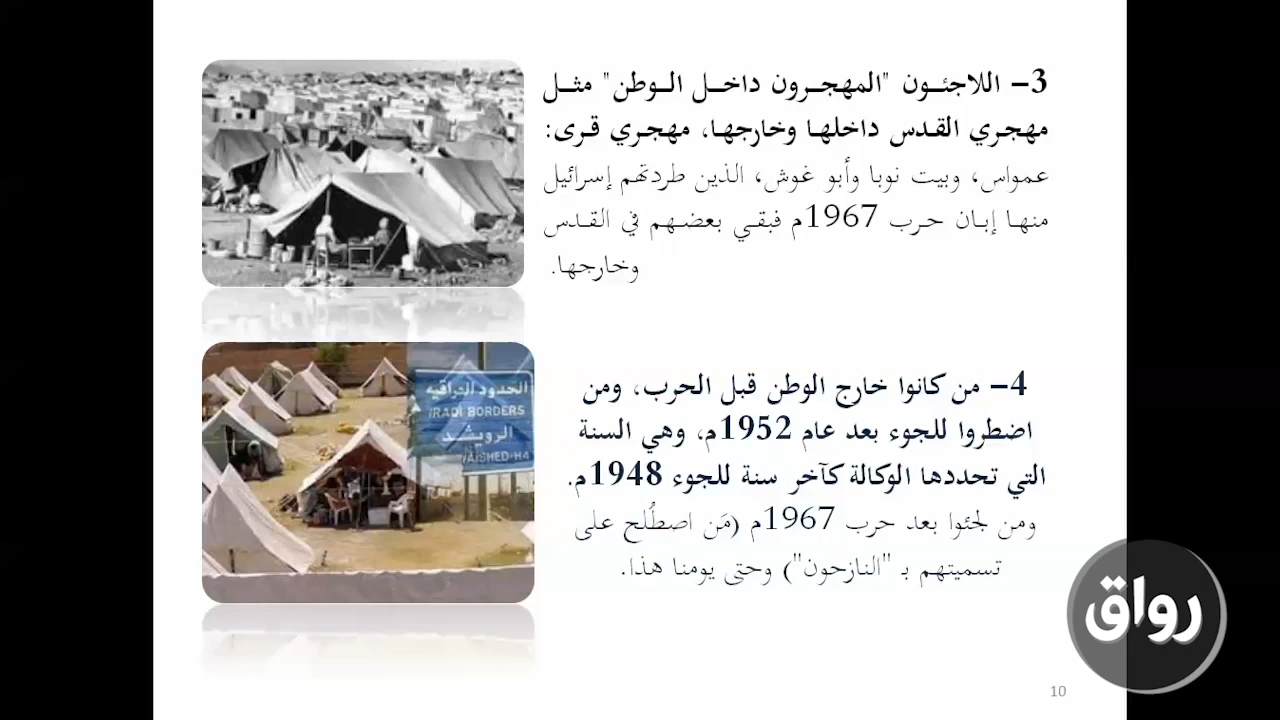 3- اللاجئون "المهجرون داخل الوطن" مثل
مهجري القدس داخلها وخارجها، مهجري قرى:
عمواس، وبيت نوبا وأبو غوش، الذين طردتهم إسرائيل
منها إبان حرب 1967م فبقي بعضهم في القدس
وخارجها.
الحدود العراقيه
IRAQI BORDERS
الرويشد
4- من كانوا خارج الوطن قبل الحرب، ومن
اضطروا للجوء بعد عام 1952م، وهي السنة
التي تحددها الوكالة كآخر سنة للجوء 1948م.
ومن لجئوا بعد حرب 1967م (مَن اصطُلح على
تسميتهم بـ "النازحون") وحتى يومنا هذا.
رواق
10